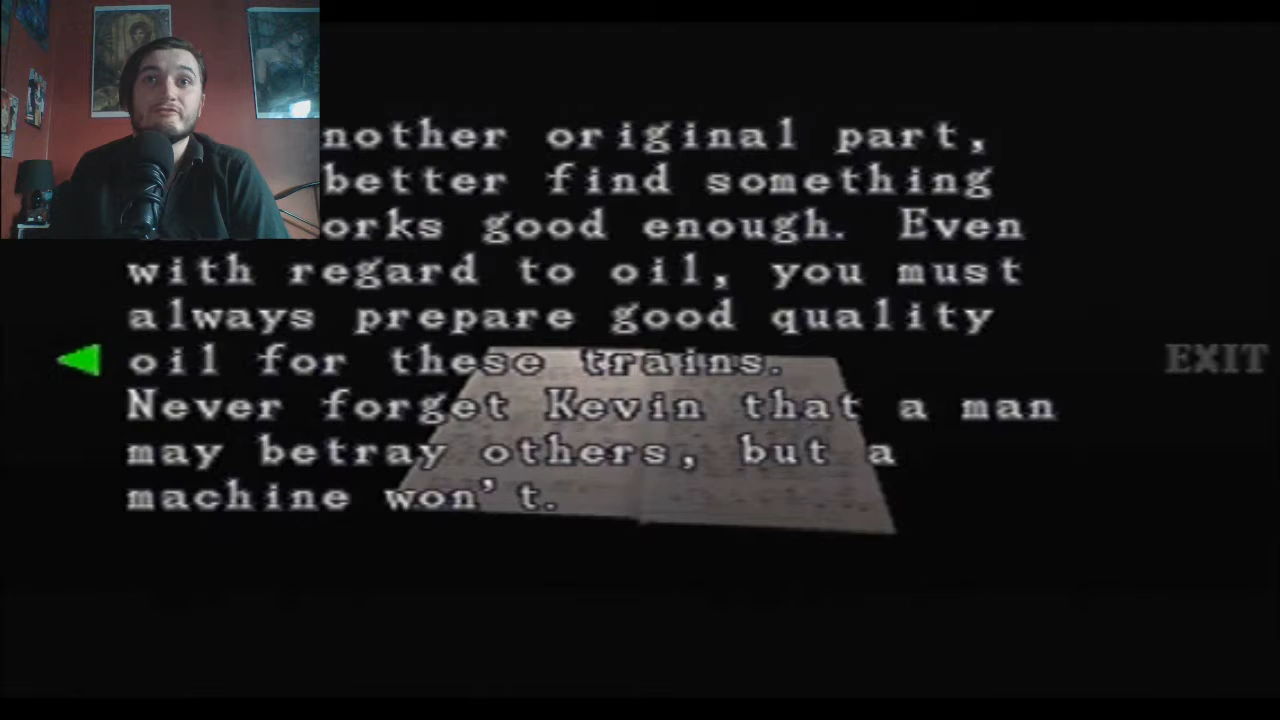 nother original part,
better find something
orks good enough. Even
with regard to oil, you must
always prepare good quality
oil for these trains.
EXIT
Never forget Kevin that a man
may betray others, but a
machine won't.